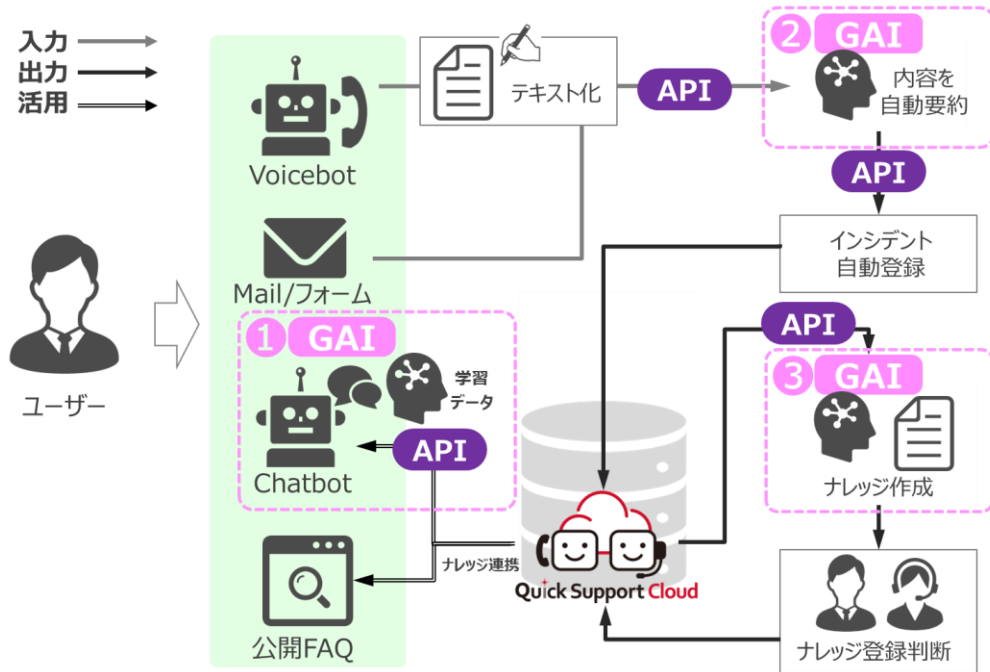 入力
出力
活用
ユーザー
Voicebot
Mail/フォーム
① GAI
学習
データ
API
Chatbot
公開FAQ
テキスト化
API
② GAI
内容を
自動要約
API
インシデント
自動登録
ナレッジ連携
Quick Support Cloud
API
③ GAI
ナレッジ作成
ナレッジ登録判断